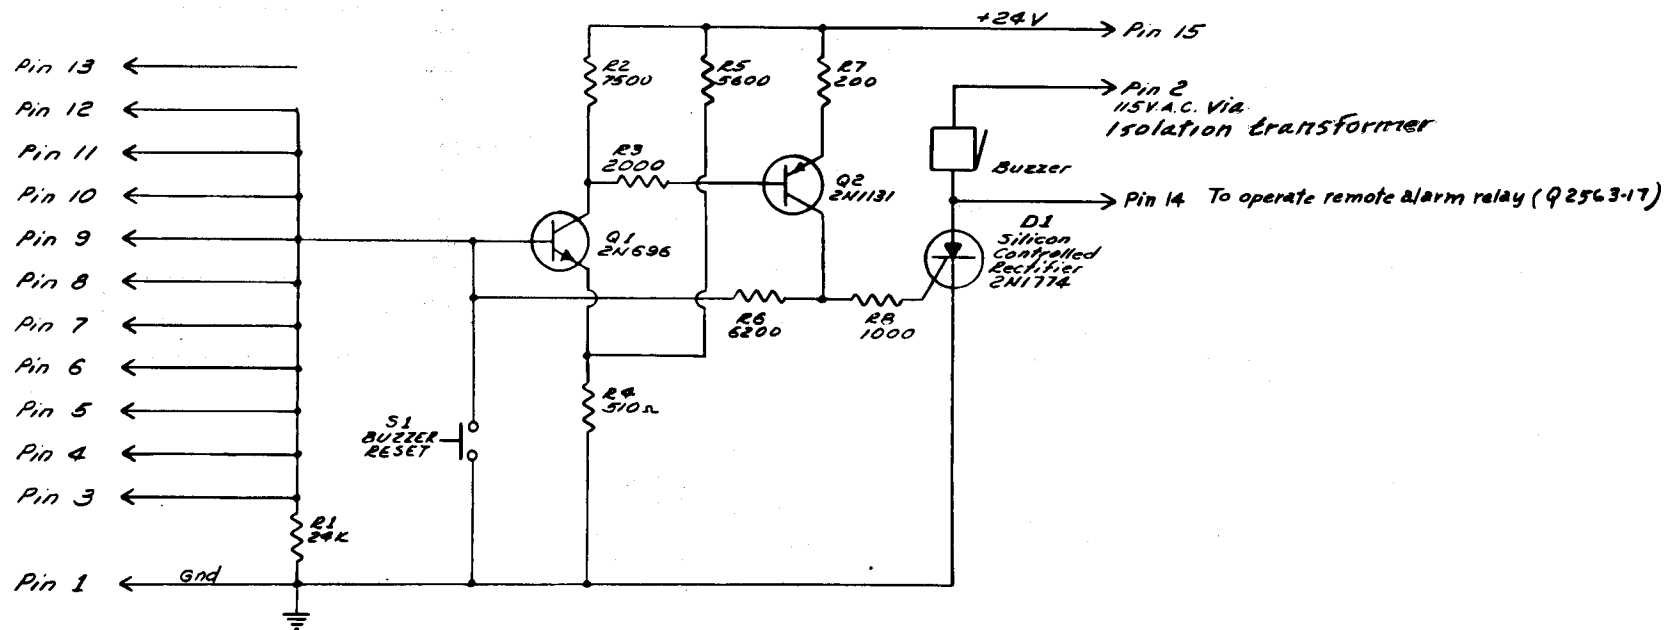 +24V
Pin 15
Pin 13
R2
7500
R5
5600
R7
200
Pin 2
115 V.A.C. Via
Isolation transformer
Pin 12
Buzzer
Pin 11
R3
2000
Q2
2N1131
Pin 10
Pin 14 To operate remote alarm relay (Q2563-17)
Pin 9
Q1
2N696
D1
Silicon
Controlled
Rectifier
2N1774
Pin 8
Pin 7
R6
6200
R8
1000
Pin 6
Pin 5
R4
510Ω
S1
BUZZER
RESET
Pin 4
Pin 3
R1
24K
Pin 1
Gnd